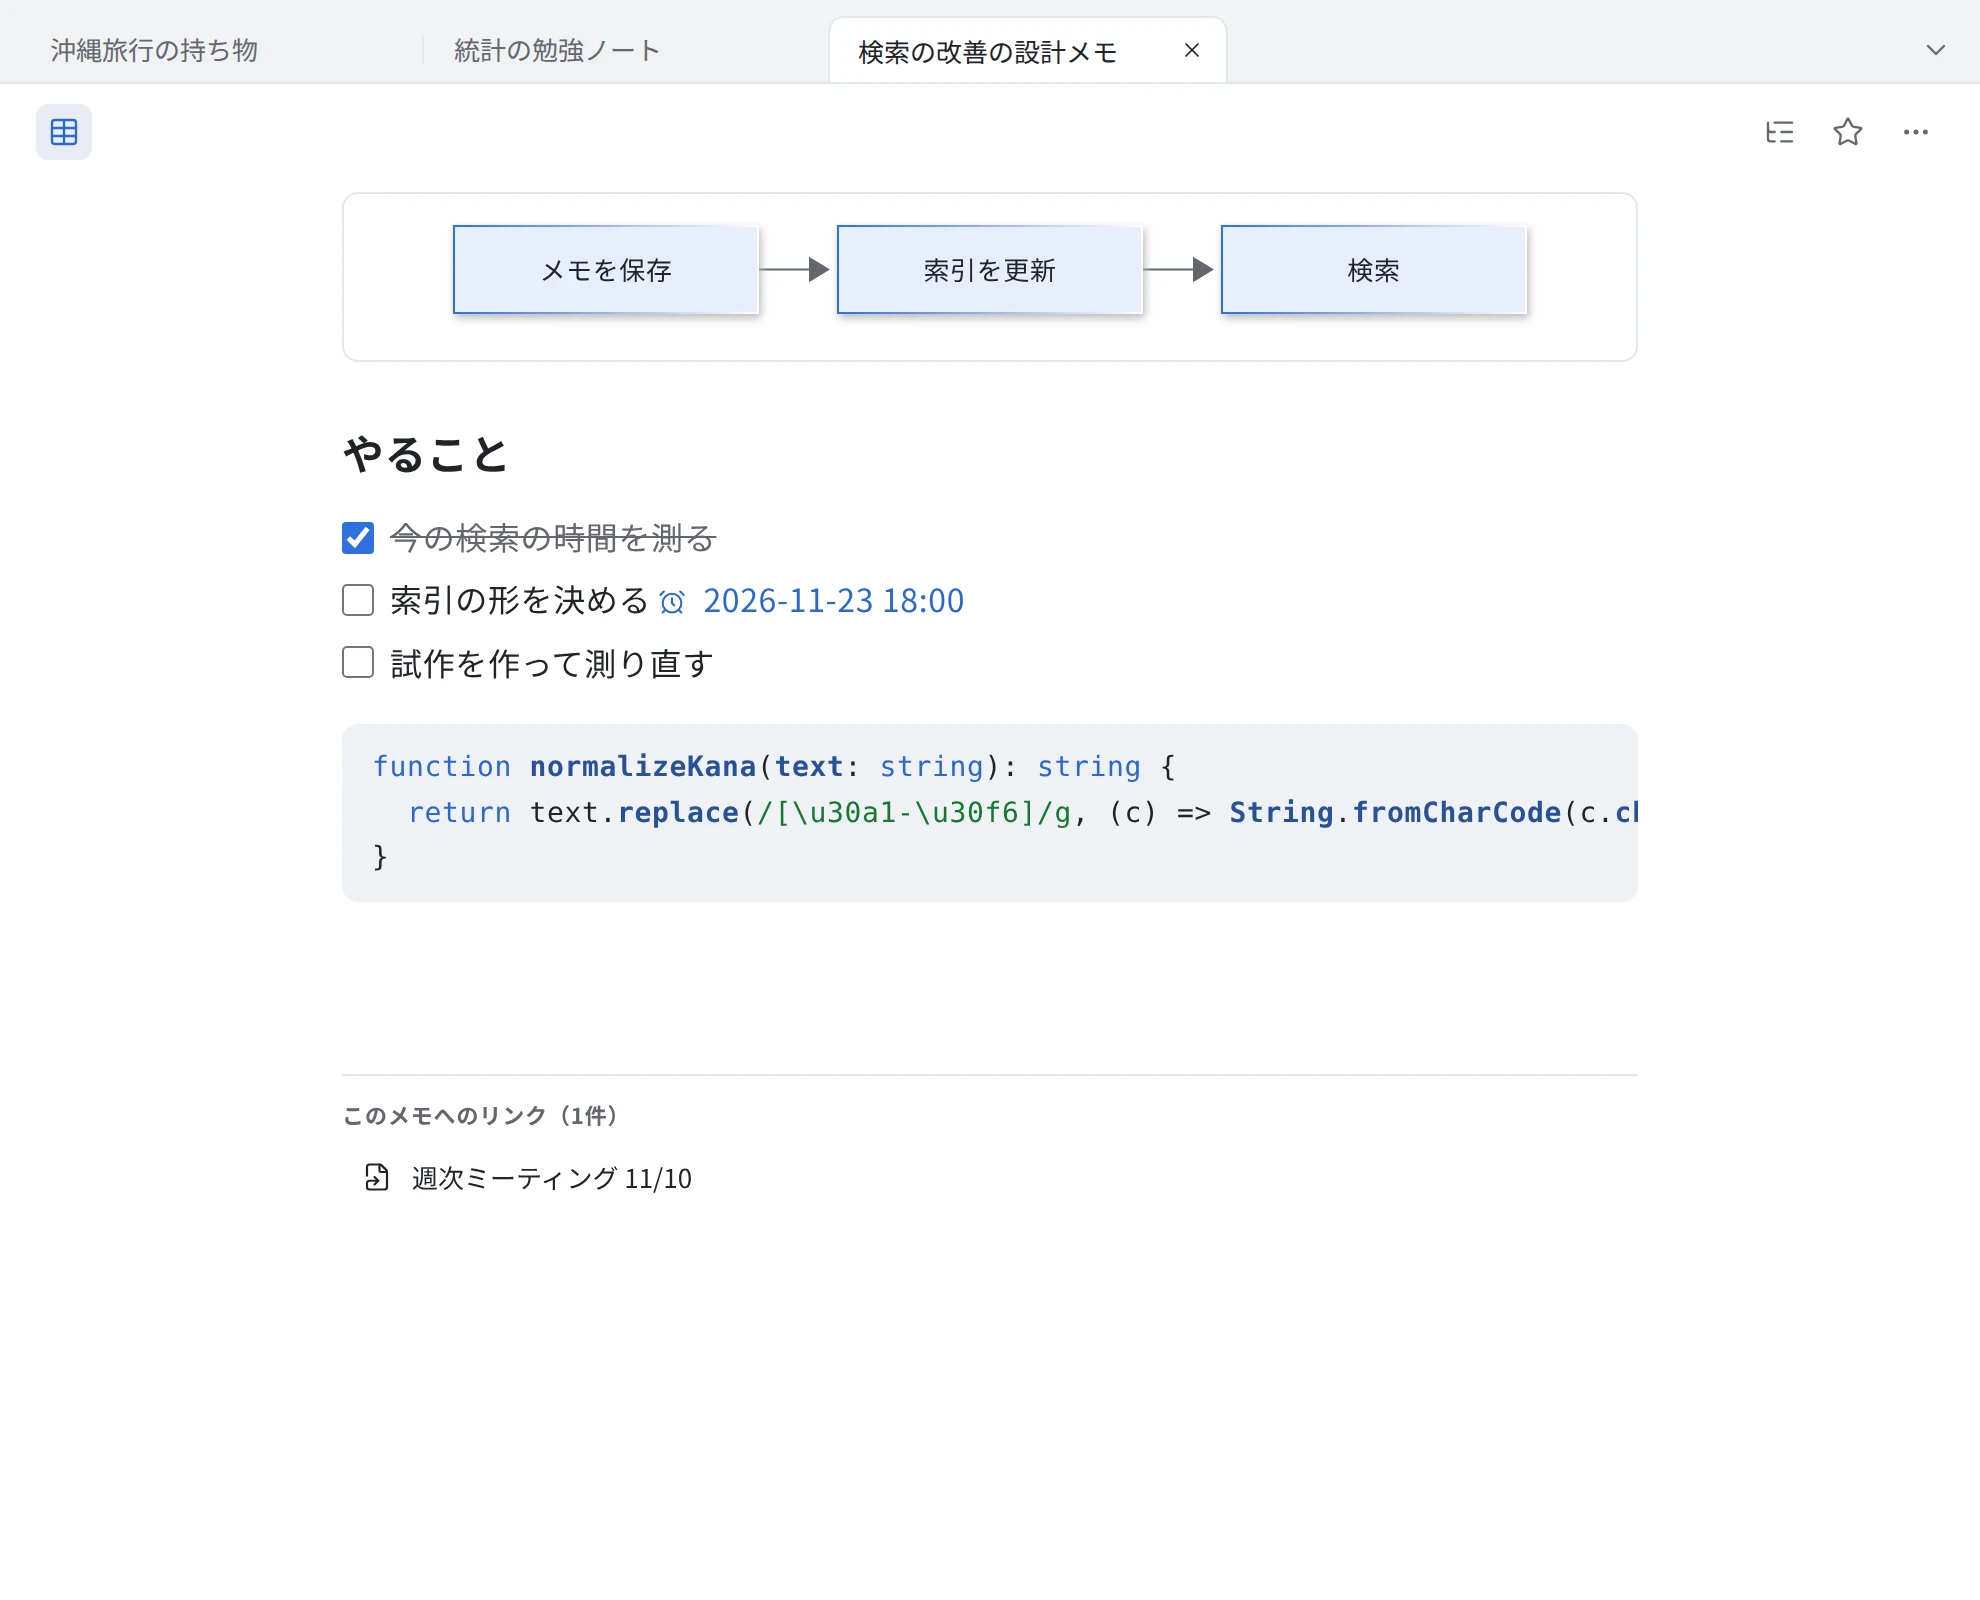 沖縄旅行の持ち物
統計の勉強ノート
検索の改善の設計メモ
メモを保存
索引を更新
検索
やること
今の検索の時間を測る
索引の形を決める 2026-11-23 18:00
試作を作って測り直す
function normalizeKana(text: string): string {
  return text.replace(/[\u30a1-\u30f6]/g, (c) => String.fromCharCode(c.
}
このメモへのリンク（1件）
週次ミーティング 11/10